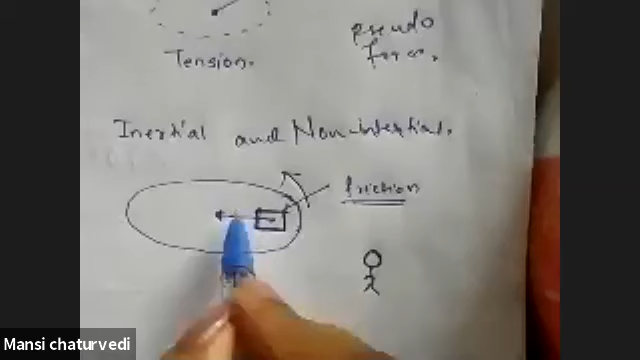 Tension.
pseudo
force.
Inertial and Non-inertial.
friction
Mansi chaturvedi